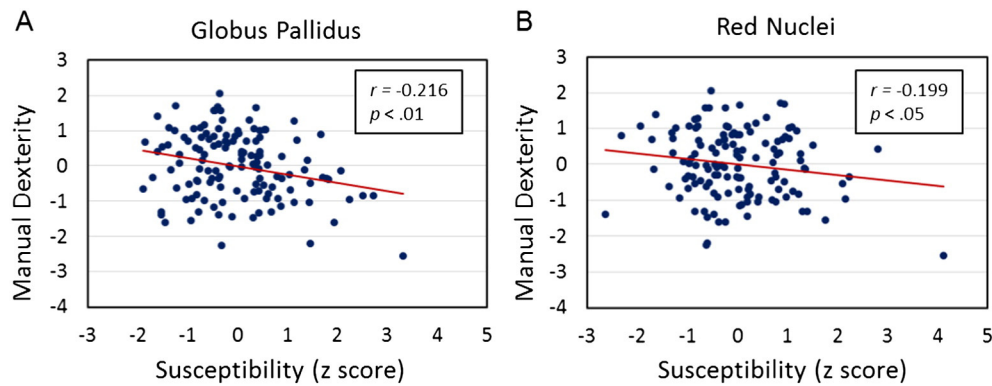 A
Globus Pallidus
3
2
1
0
-1
-2
-3
-4
Manual Dexterity
r = -0.216
p < .01
-3 -2 -1 0 1 2 3 4 5
Susceptibility (z score)
B
Red Nuclei
3
2
1
0
-1
-2
-3
-4
Manual Dexterity
r = -0.199
p < .05
-3 -2 -1 0 1 2 3 4 5
Susceptibility (z score)